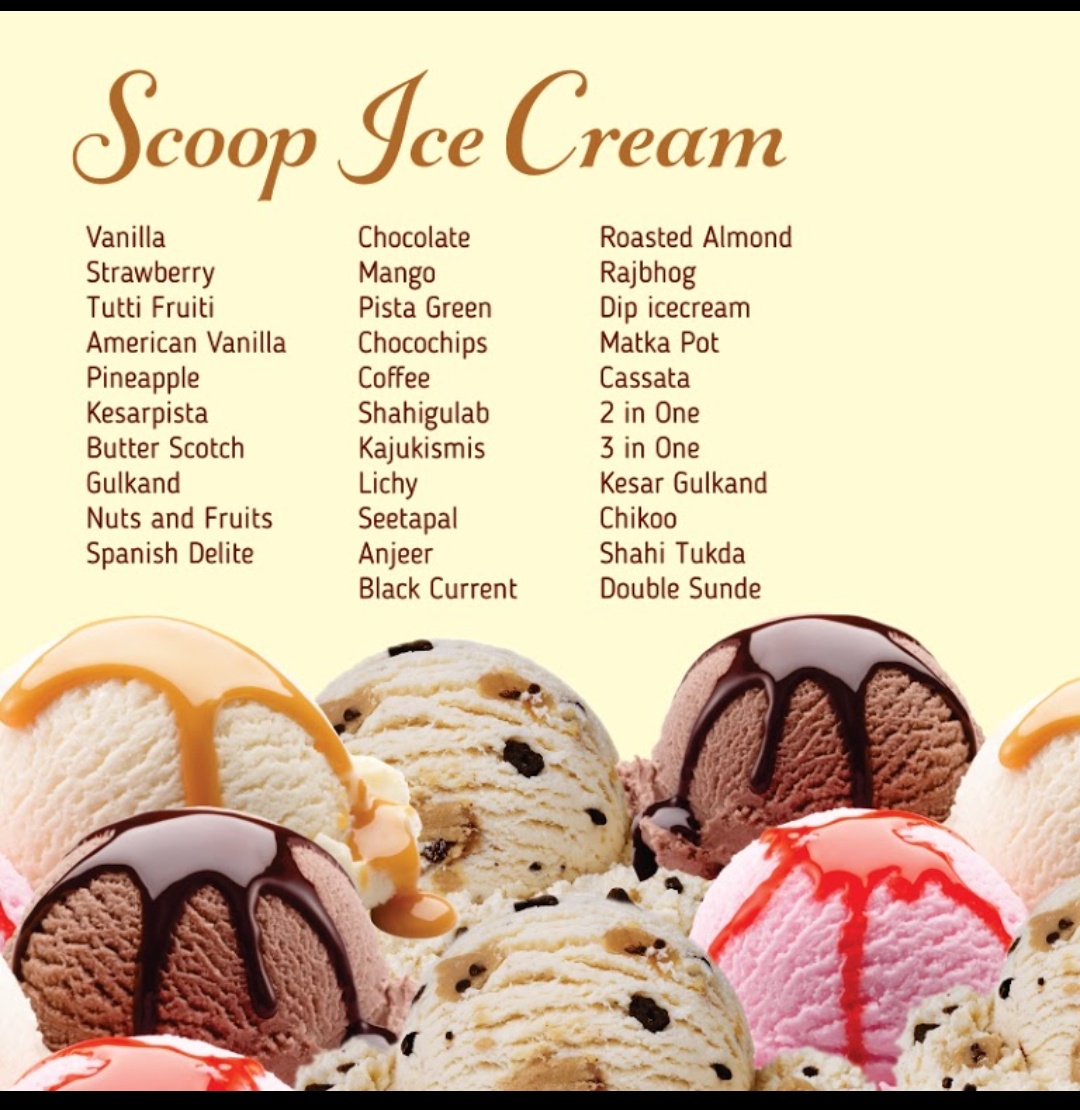 Scoop Ice Cream
Vanilla
Strawberry
Tutti Fruiti
American Vanilla
Pineapple
Kesarpista
Butter Scotch
Gulkand
Nuts and Fruits
Spanish Delite
Chocolate
Mango
Pista Green
Chocochips
Coffee
Shahigulab
Kajukismis
Lichy
Seetapal
Anjeer
Black Current
Roasted Almond
Rajbhog
Dip icecream
Matka Pot
Cassata
2 in One
3 in One
Kesar Gulkand
Chikoo
Shahi Tukda
Double Sunde